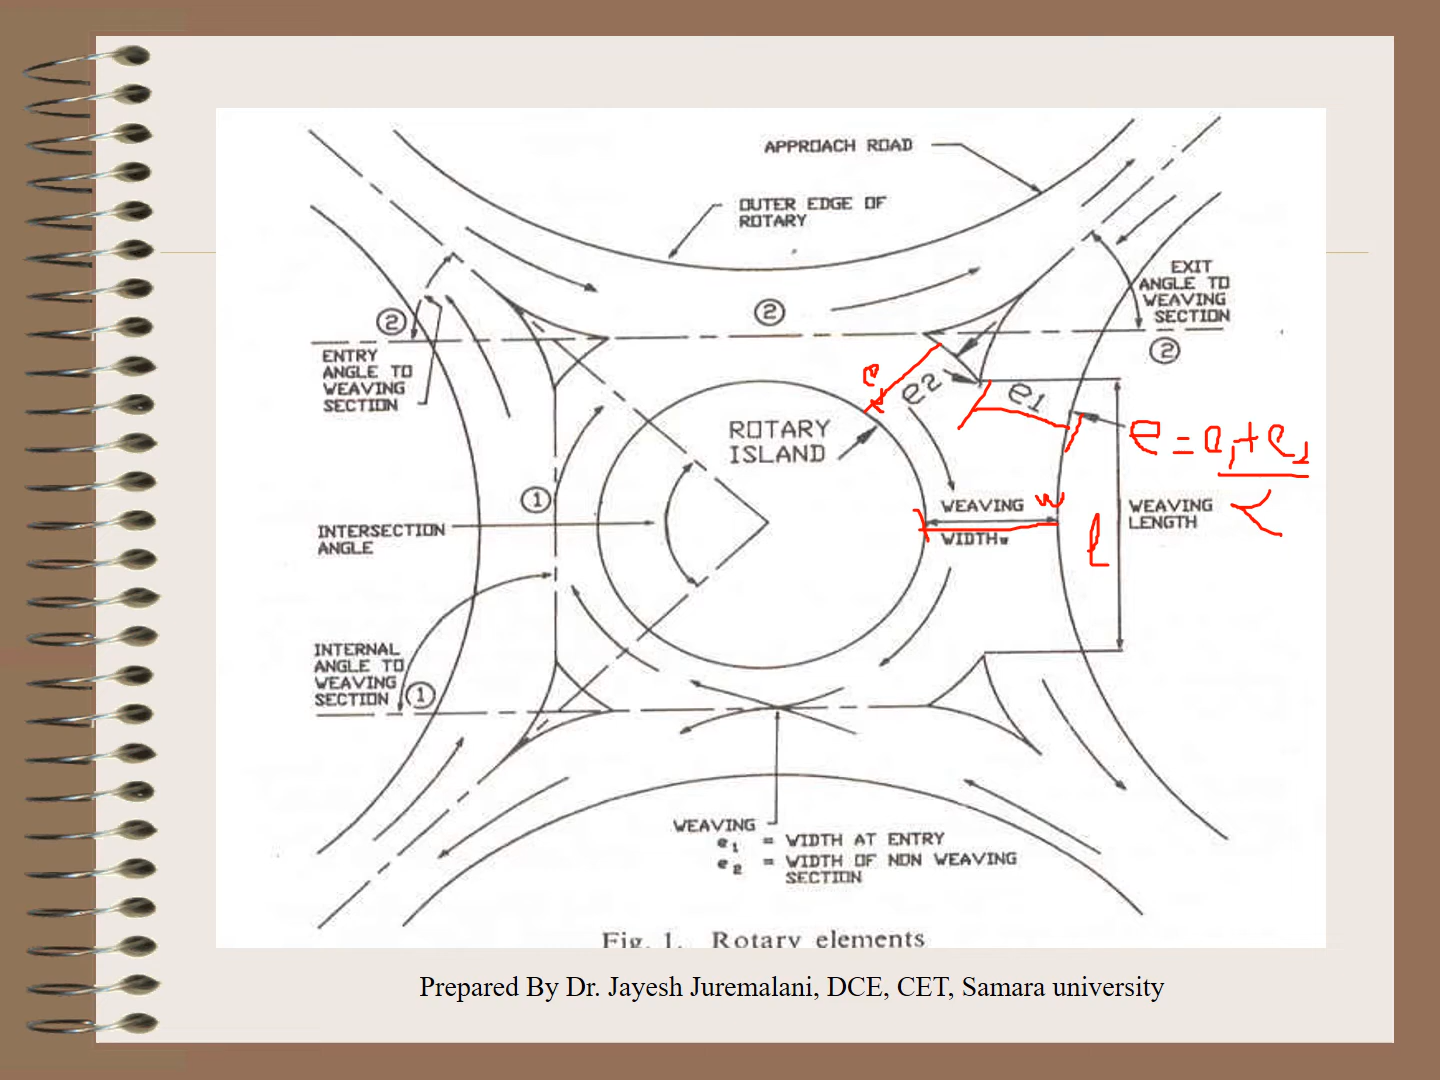 APPROACH ROAD
OUTER EDGE OF
ROTARY
EXIT
ANGLE TO
WEAVING
SECTION
2
2
2
ENTRY
ANGLE TO
WEAVING
SECTION
e
e2
e1
ROTARY
ISLAND
e = e1+e2
2
1
WEAVING
WIDTH w
w
WEAVING
LENGTH
l
INTERSECTION
ANGLE
INTERNAL
ANGLE TO
WEAVING
SECTION
1
WEAVING
e1 = WIDTH AT ENTRY
e2 = WIDTH OF NON WEAVING
SECTION
Fig. 1. Rotary elements
Prepared By Dr. Jayesh Juremalani, DCE, CET, Samara university